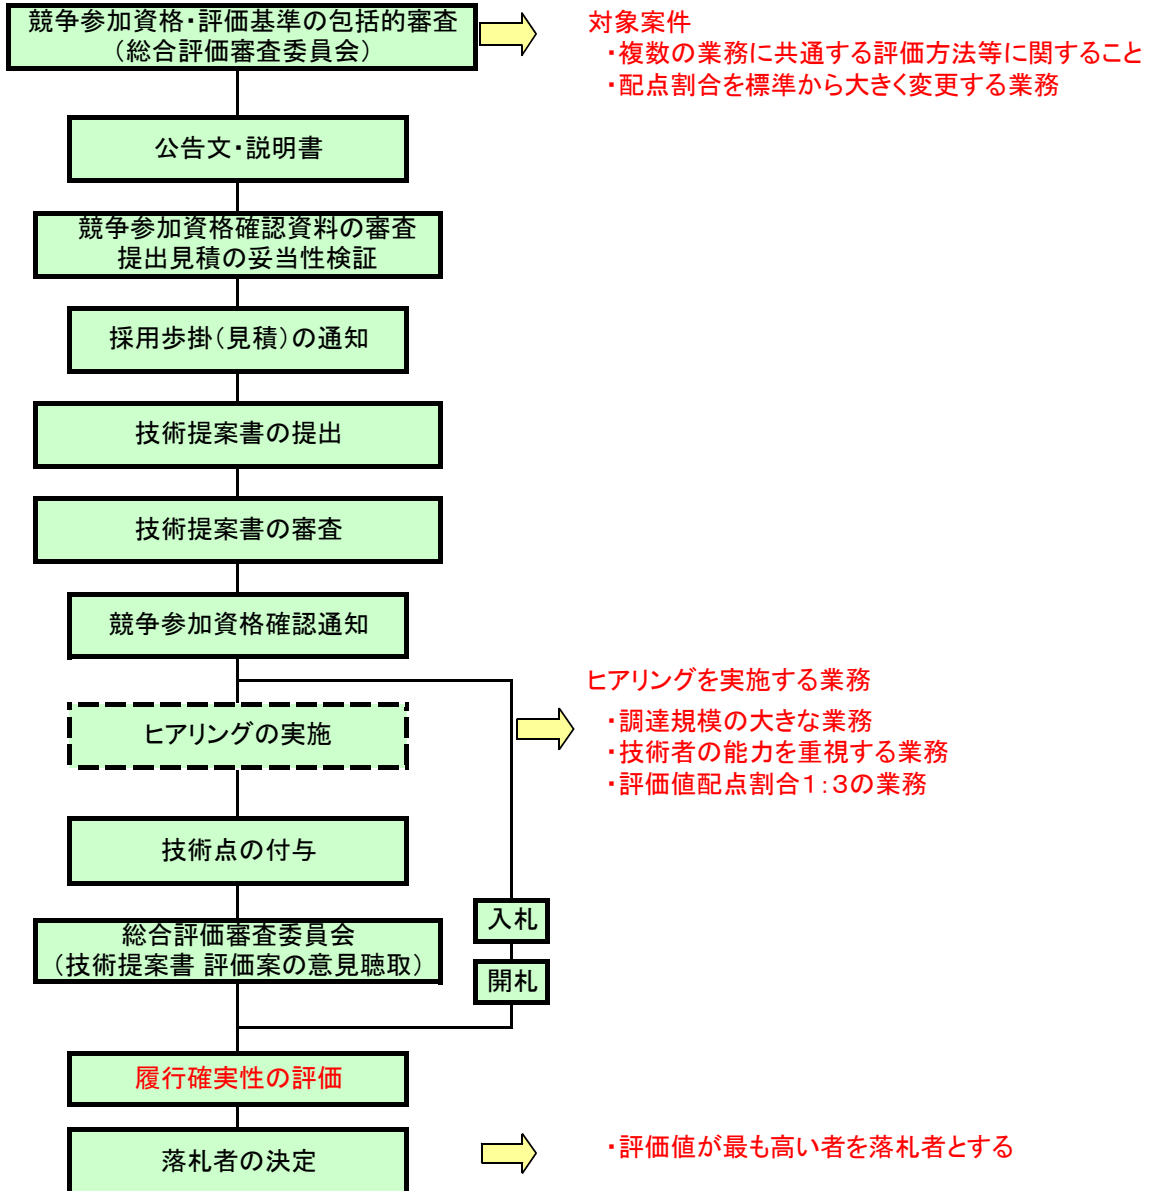 競争参加資格・評価基準の包括的審査
（総合評価審査委員会）
対象案件
・複数の業務に共通する評価方法等に関すること
・配点割合を標準から大きく変更する業務
公告文・説明書
競争参加資格確認資料の審査
提出見積の妥当性検証
採用歩掛（見積）の通知
技術提案書の提出
技術提案書の審査
競争参加資格確認通知
ヒアリングの実施
ヒアリングを実施する業務
・調達規模の大きな業務
・技術者の能力を重視する業務
・評価値配点割合１：３の業務
技術点の付与
総合評価審査委員会
（技術提案書 評価案の意見聴取）
入札
開札
履行確実性の評価
落札者の決定
・評価値が最も高い者を落札者とする